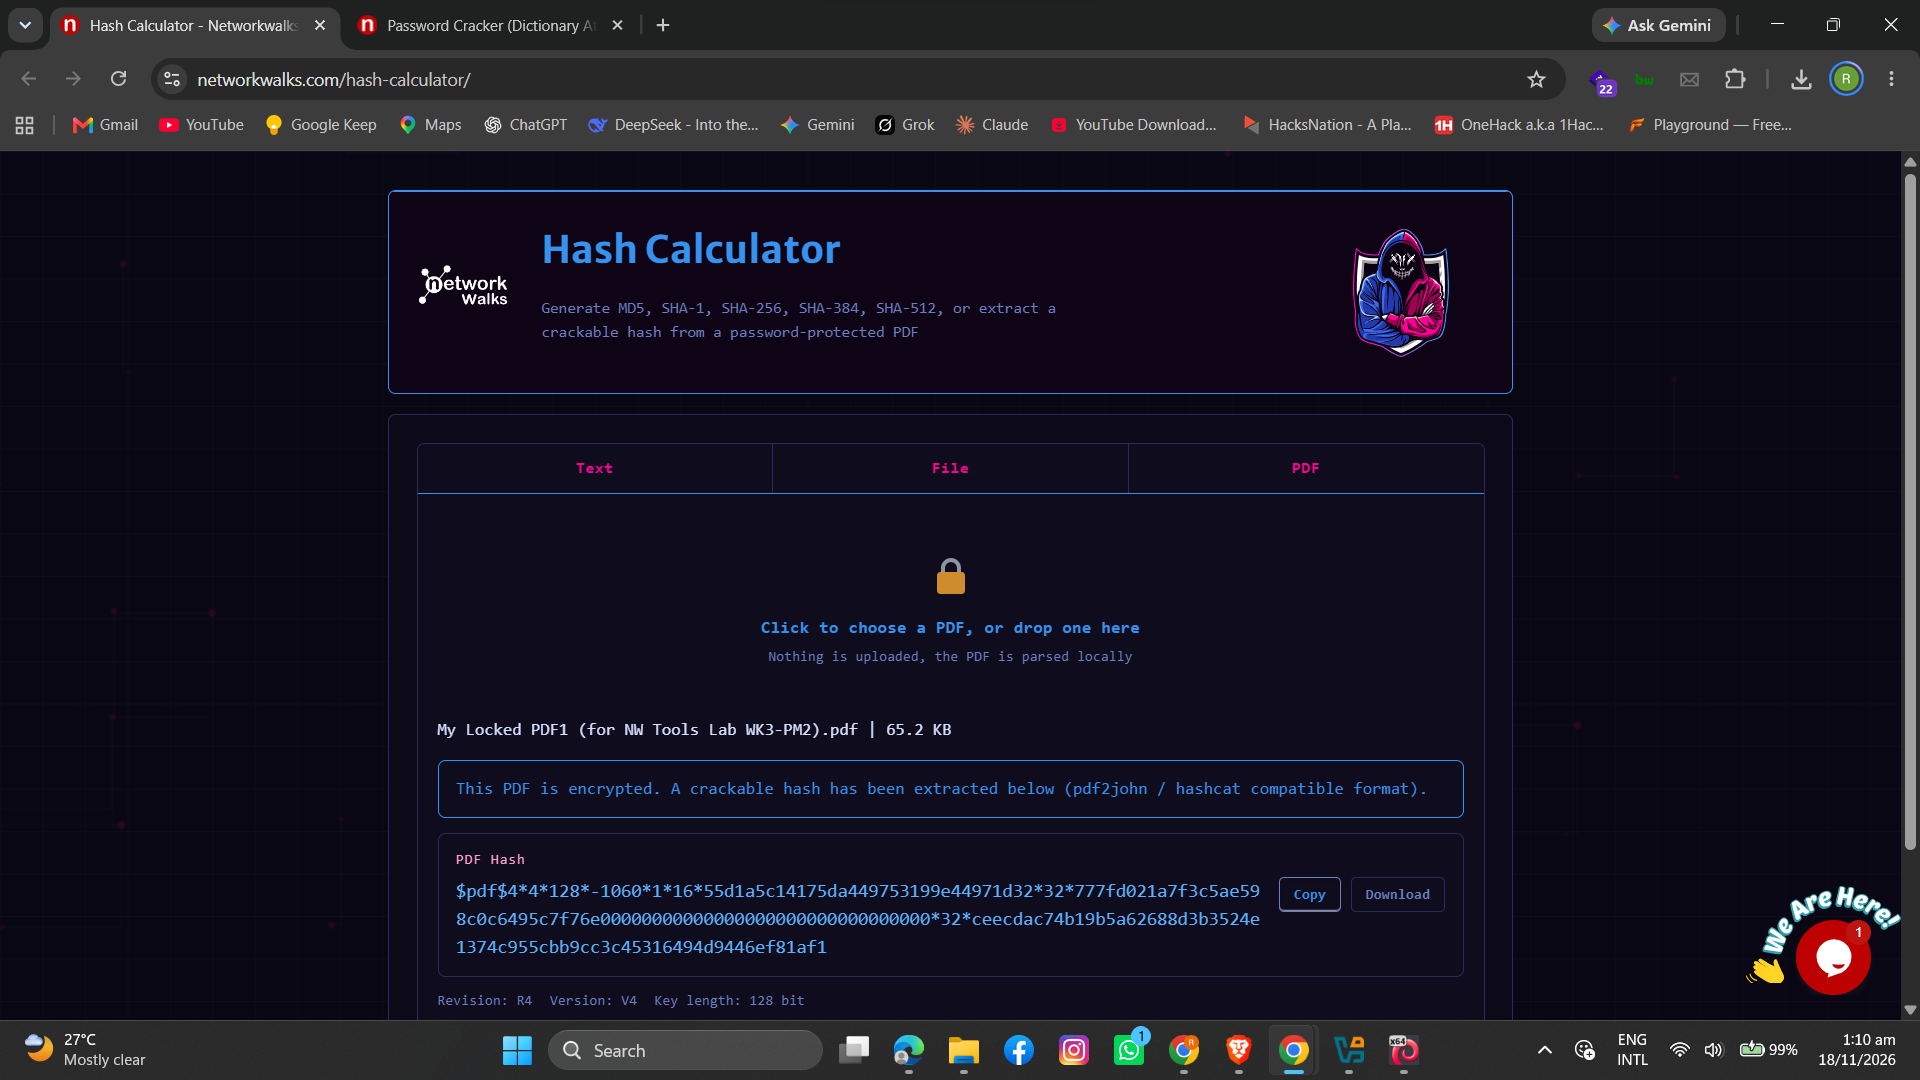 Hash Calculator - Networkwalks
Password Cracker (Dictionary At
Ask Gemini
networkwalks.com/hash-calculator/
22
bw
R
Gmail
YouTube
Google Keep
Maps
ChatGPT
DeepSeek - Into the...
Gemini
Grok
Claude
YouTube Download...
HacksNation - A Pla...
1H
OneHack a.k.a 1Hac...
Playground — Free...
network
Walks
Hash Calculator
Generate MD5, SHA-1, SHA-256, SHA-384, SHA-512, or extract a
crackable hash from a password-protected PDF
Text
File
PDF
Click to choose a PDF, or drop one here
Nothing is uploaded, the PDF is parsed locally
My Locked PDF1 (for NW Tools Lab WK3-PM2).pdf | 65.2 KB
This PDF is encrypted. A crackable hash has been extracted below (pdf2john / hashcat compatible format).
PDF Hash
$pdf$4*4*128*-1060*1*16*55d1a5c14175da449753199e44971d32*32*777fd021a7f3c5ae59
8c0c6495c7f76e00000000000000000000000000000000*32*ceecdac74b19b5a62688d3b3524e
1374c955cbb9cc3c45316494d9446ef81af1
Copy
Download
Revision: R4 Version: V4 Key length: 128 bit
We Are Here!
1
27°C
Mostly clear
Search
1
R
x64
ENG
INTL
99%
1:10 am
18/11/2026